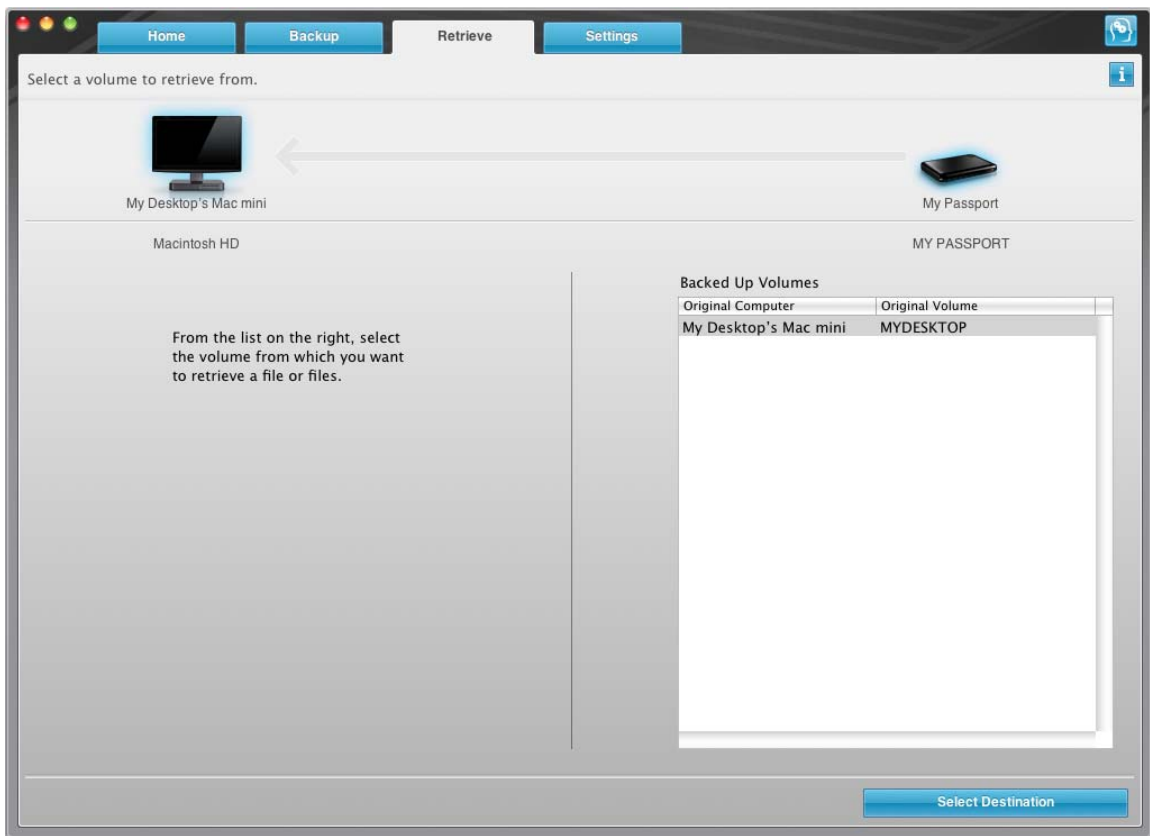 Home Backup Retrieve Settings
Select a volume to retrieve from.
i
My Desktop's Mac mini My Passport
Macintosh HD MY PASSPORT
Backed Up Volumes
Original Computer Original Volume
My Desktop's Mac mini MYDESKTOP
From the list on the right, select
the volume from which you want
to retrieve a file or files.
Select Destination